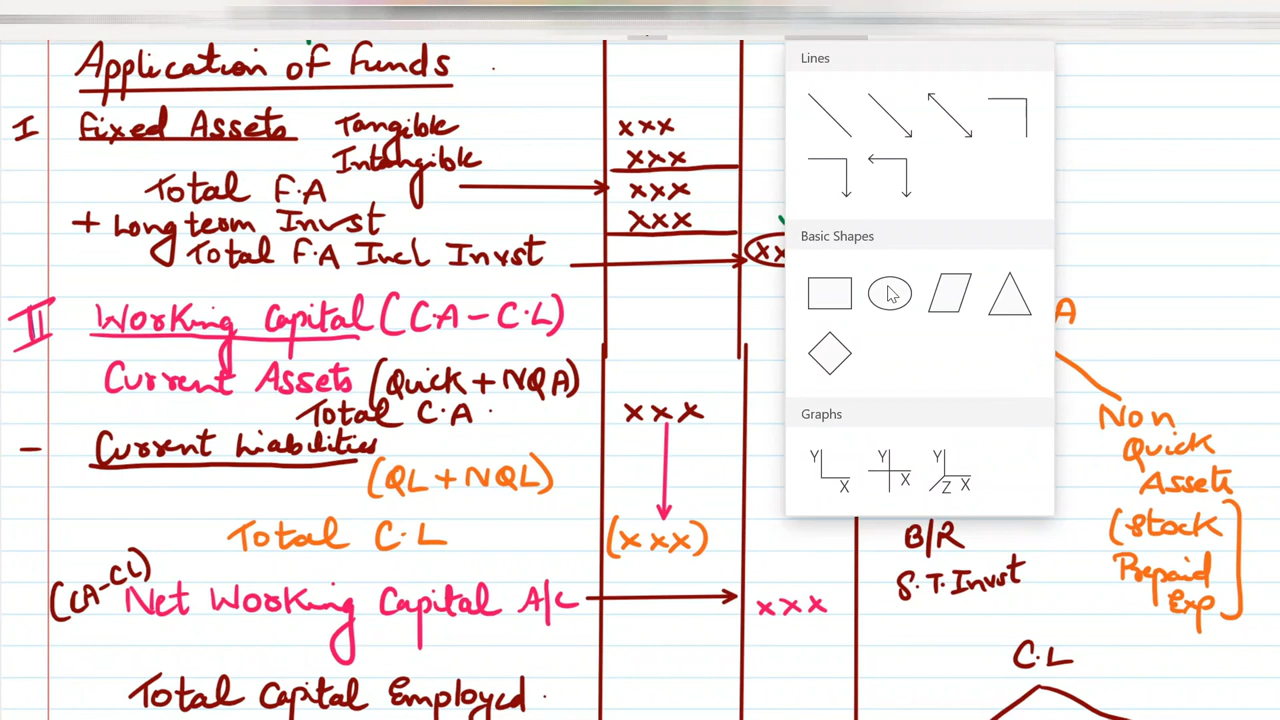 Application of Funds
I Fixed Assets Tangible xxx
Intangible xxx
Total F.A xxx
+ Long term Invst xxx
Total F.A Incl Invst
II Working Capital (C.A - C.L)
Current Assets (Quick + NQA)
Total C.A xxx
- Current Liabilities
(QL + NQL)
Total C.L (xxx)
(CA-CL) Net Working Capital A/c xxx
Total Capital Employed
Lines
Basic Shapes
Graphs
Y X
Y X
Y Z X
A
Non
Quick
Assets
(Stock
Prepaid
Exp
B/R
S.T. Invst
C.L